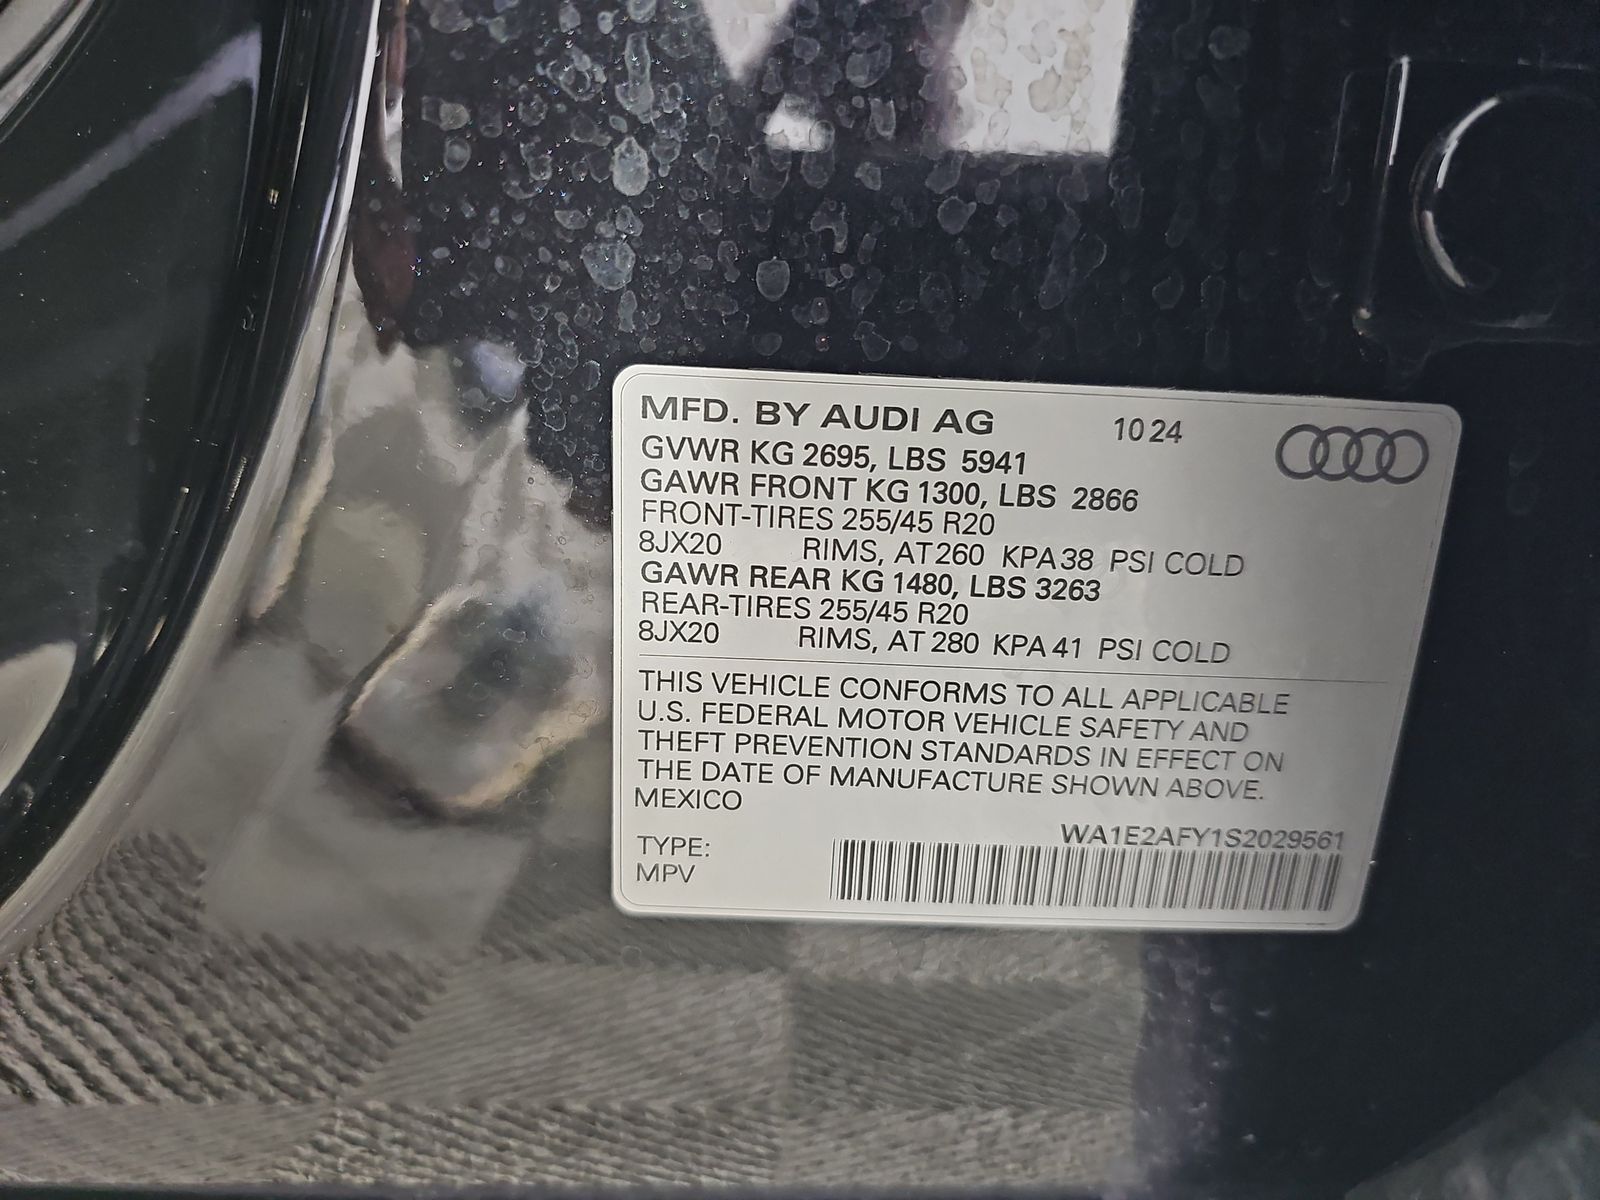 MFD. BY AUDI AG 10 24
GVWR KG 2695, LBS 5941
GAWR FRONT KG 1300, LBS 2866
FRONT-TIRES 255/45 R20
8JX20 RIMS, AT 260 KPA 38 PSI COLD
GAWR REAR KG 1480, LBS 3263
REAR-TIRES 255/45 R20
8JX20 RIMS, AT 280 KPA 41 PSI COLD
THIS VEHICLE CONFORMS TO ALL APPLICABLE
U.S. FEDERAL MOTOR VEHICLE SAFETY AND
THEFT PREVENTION STANDARDS IN EFFECT ON
THE DATE OF MANUFACTURE SHOWN ABOVE.
MEXICO
WA1E2AFY1S2029561
TYPE:
MPV